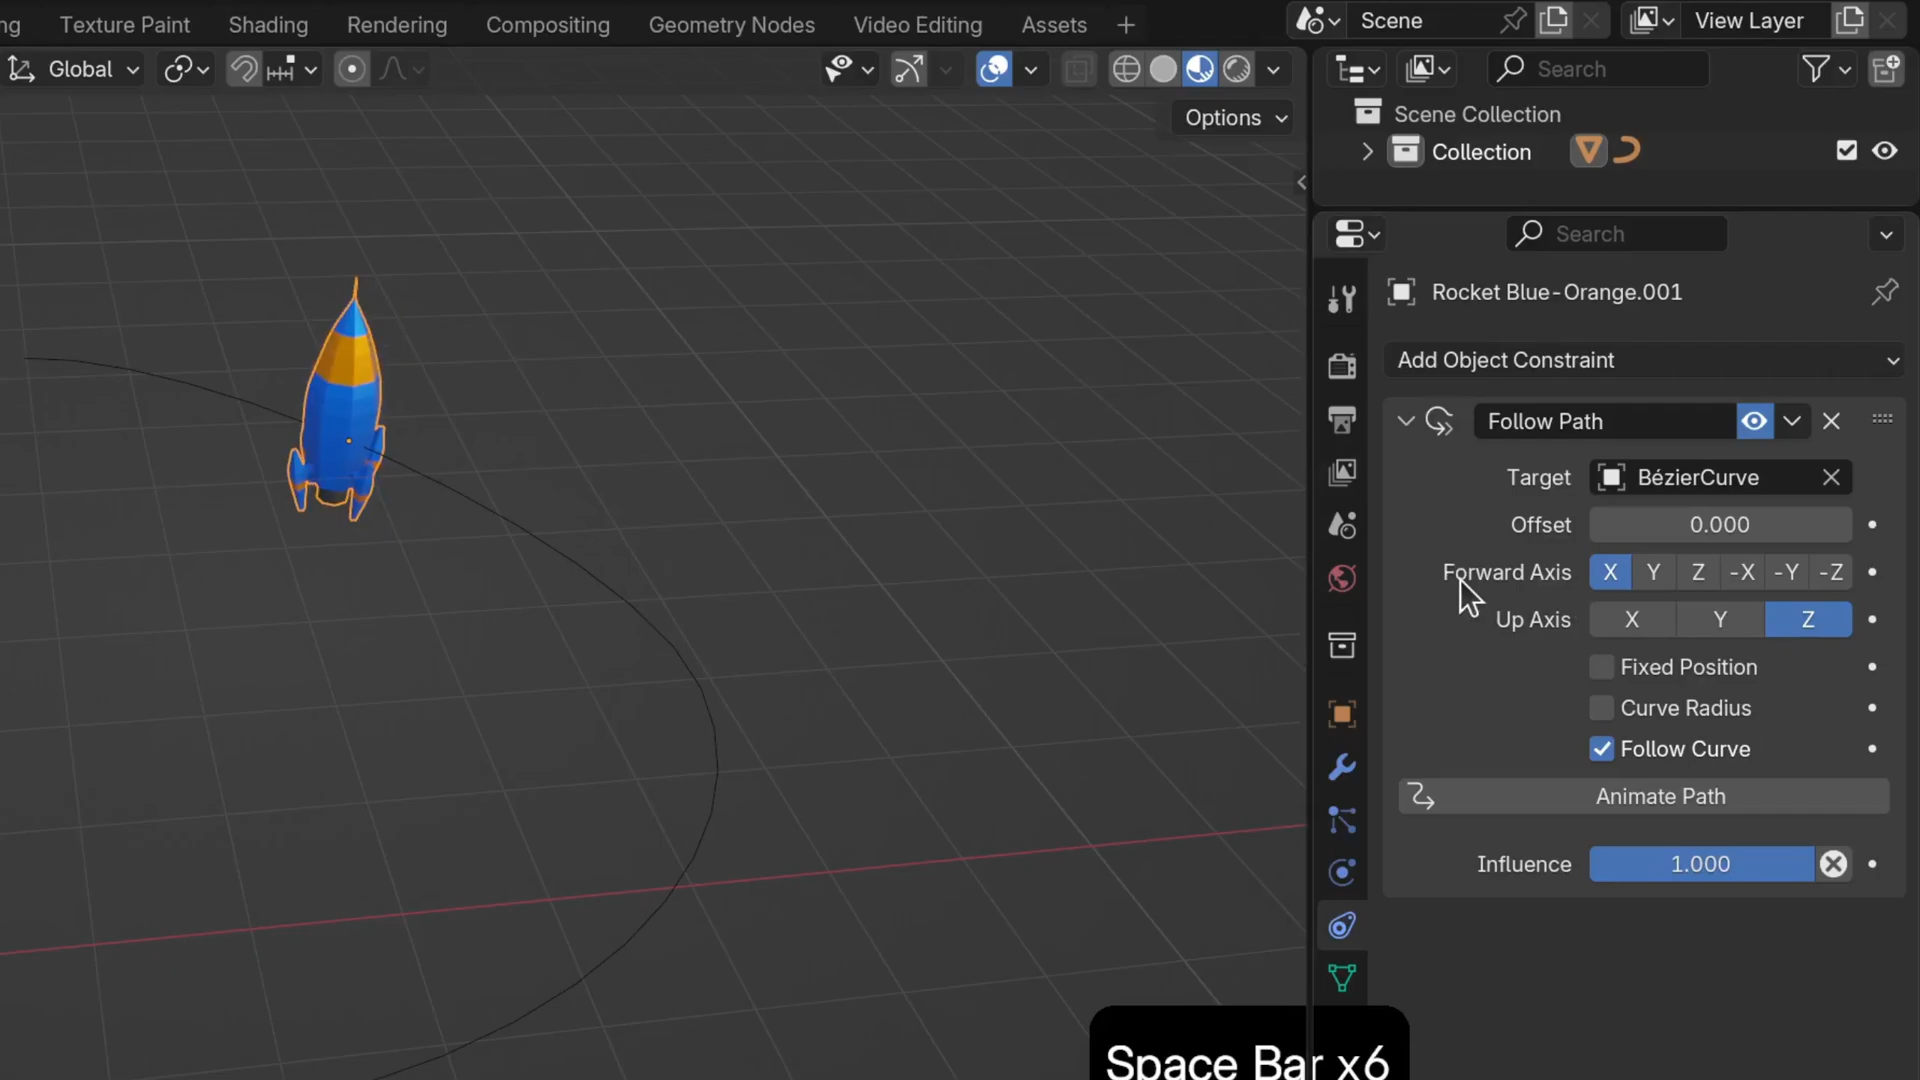 ng Texture Paint Shading Rendering Compositing Geometry Nodes Video Editing Assets +
Scene
View Layer
Global
Search
Options
Scene Collection
Collection
Search
Rocket Blue-Orange.001
Add Object Constraint
Follow Path
Target BézierCurve
Offset 0.000
Forward Axis X Y Z -X -Y -Z
Up Axis X Y Z
Fixed Position
Curve Radius
Follow Curve
Animate Path
Influence 1.000
Space Bar x6